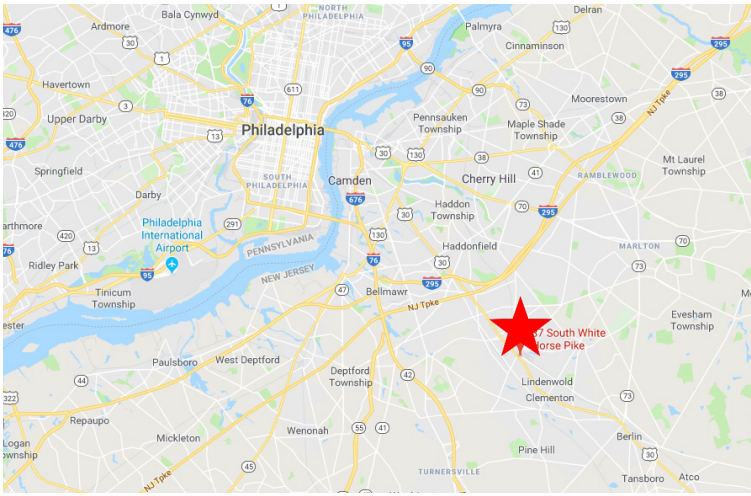 Bala Cynwyd
NORTH
PHILADELPHIA
Delran
Ardmore
Palmyra
130
476
30
95
Cinnaminson
295
1
90
Havertown
76
611
90
Moorestown
NJ Tpke
38
3
73
Upper Darby
Pennsauken
Township
Maple Shade
Township
38
Philadelphia
13
476
30
130
38
Mt Laurel
Township
Springfield
SOUTH
PHILADELPHIA
Camden
Cherry Hill
41
RAMBLEWOOD
Darby
676
Haddon
Township
70
295
30
Philadelphia
International
Airport
291
130
420
13
PENNSYLVANIA
Haddonfield
MARLTON
70
76
30
73
Ridley Park
95
NEW JERSEY
295
Tinicum
Township
47
Bellmawr
NJ Tpke
Evesham
Township
7 South White
Horse Pike
Paulsboro
West Deptford
Deptford
Township
42
44
Lindenwold
Clementon
73
322
Repaupo
Wenonah
55
41
Mickleton
Berlin
Logan
Township
45
Pine Hill
30
NJ Tpke
TURNERSVILLE
Tansboro
Atco